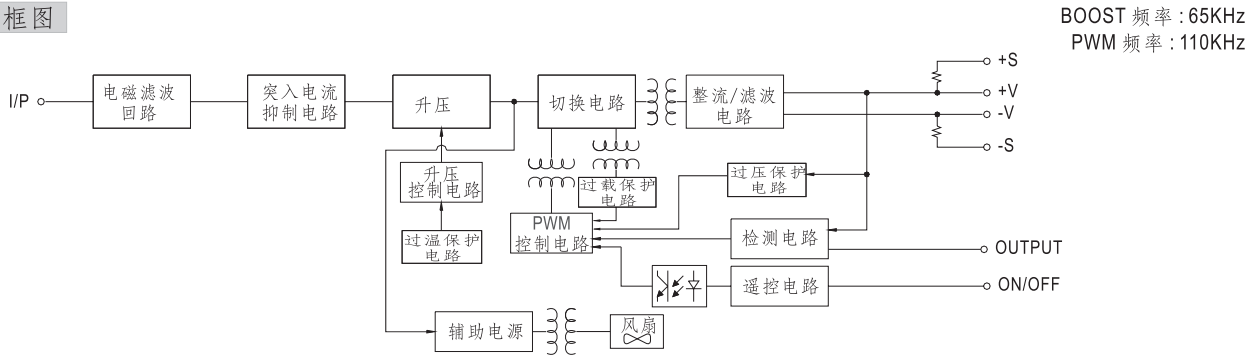 框图
BOOST 频率 : 65KHz
PWM 频率 : 110KHz
I/P
电磁滤波
回路
突入电流
抑制电路
升压
切换电路
整流/滤波
电路
+S
+V
-V
-S
升压
控制电路
过载保护
电路
过压保护
电路
过温保护
电路
PWM
控制电路
检测电路
OUTPUT
遥控电路
ON/OFF
辅助电源
风扇